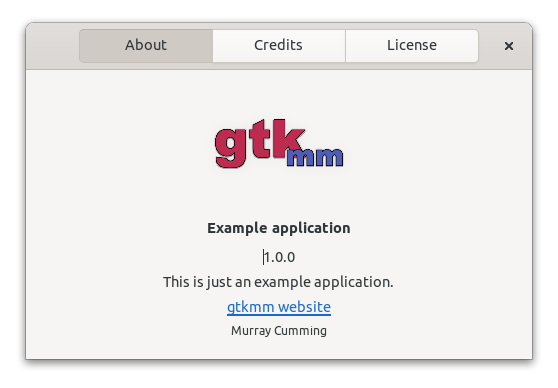 About Credits License
gtkmm
Example application
1.0.0
This is just an example application.
gtkmm website
Murray Cumming